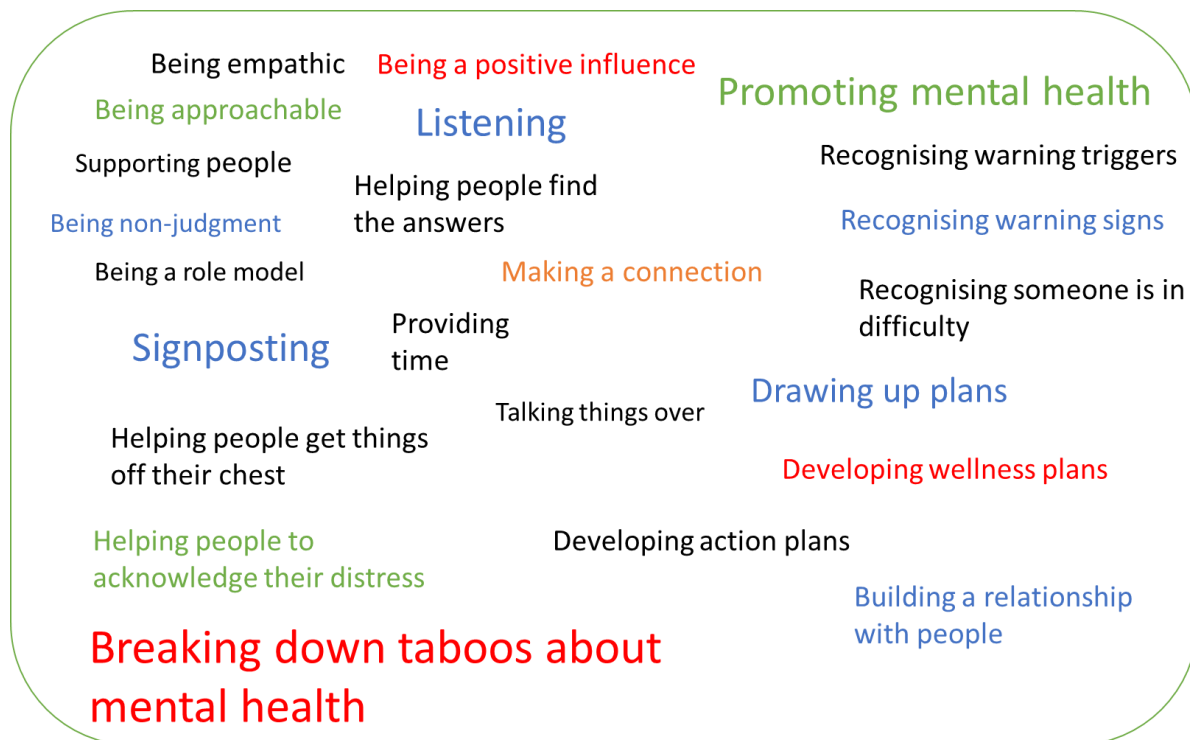 Being empathic
Being a positive influence
Promoting mental health
Being approachable
Listening
Supporting people
Recognising warning triggers
Helping people find
the answers
Being non-judgment
Recognising warning signs
Being a role model
Making a connection
Recognising someone is in
difficulty
Providing
time
Signposting
Drawing up plans
Talking things over
Helping people get things
off their chest
Developing wellness plans
Helping people to
acknowledge their distress
Developing action plans
Building a relationship
with people
Breaking down taboos about
mental health